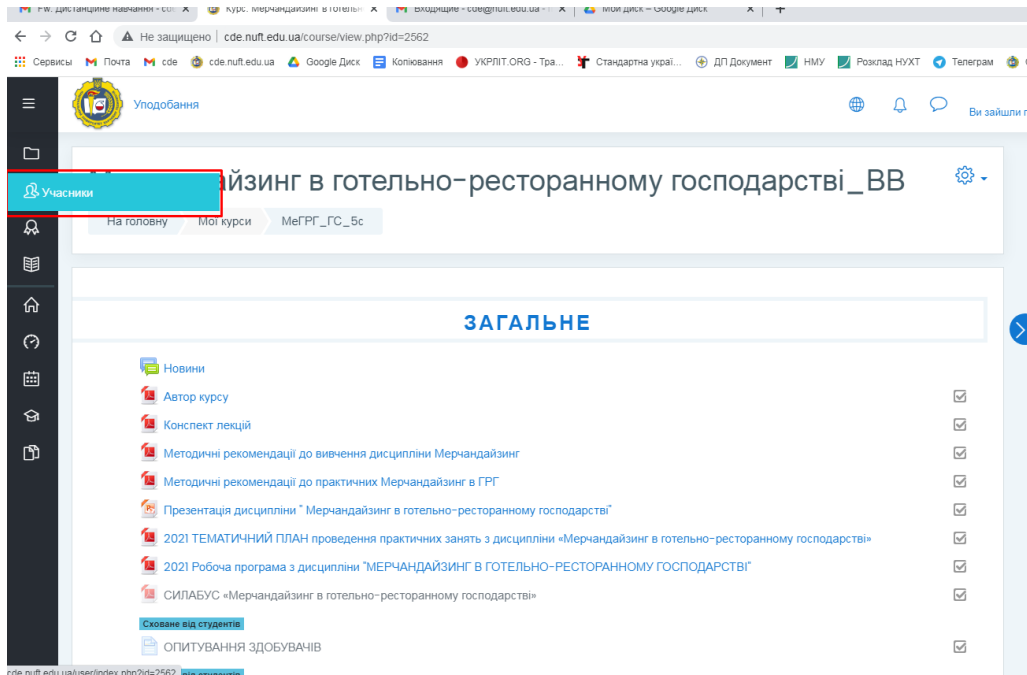 Fw: Дистанційне навчання - cde
Курс: Мерчандайзинг в готельн
Входящие - cde@nuft.edu.ua -
Мой диск – Google Диск
Не защищено | cde.nuft.edu.ua/course/view.php?id=2562
Сервисы Почта cde cde.nuft.edu.ua Google Диск Копіювання УКРЛІТ.ORG - Тра... Стандартна украї... ДП Документ НМУ Розклад НУХТ Телеграм
Уподобання
Ви зайшли
Учасники
айзинг в готельно-ресторанному господарстві_ВВ
На головну Мої курси МеГРГ_ГС_5с
ЗАГАЛЬНЕ
Новини
Автор курсу
Конспект лекцій
Методичні рекомендації до вивчення дисципліни Мерчандайзинг
Методичні рекомендації до практичних Мерчандайзинг в ГРГ
Презентація дисципліни " Мерчандайзинг в готельно-ресторанному господарстві"
2021 ТЕМАТИЧНИЙ ПЛАН проведення практичних занять з дисципліни «Мерчандайзинг в готельно-ресторанному господарстві»
2021 Робоча програма з дисципліни "МЕРЧАНДАЙЗИНГ В ГОТЕЛЬНО-РЕСТОРАННОМУ ГОСПОДАРСТВІ"
СИЛАБУС «Мерчандайзинг в готельно-ресторанному господарстві»
Сховане від студентів
ОПИТУВАННЯ ЗДОБУВАЧІВ
cde.nuft.edu.ua/user/index.php?id=2562 від студентів